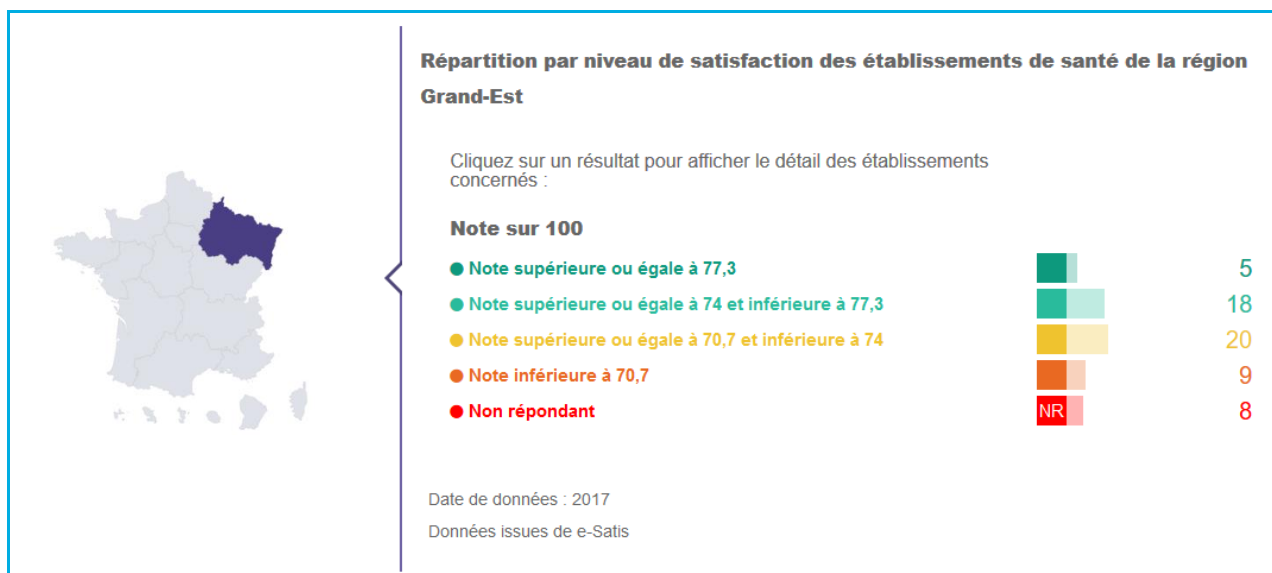 Répartition par niveau de satisfaction des établissements de santé de la région
Grand-Est
Cliquez sur un résultat pour afficher le détail des établissements
concernés :
Note sur 100
Note supérieure ou égale à 77,3 5
Note supérieure ou égale à 74 et inférieure à 77,3 18
Note supérieure ou égale à 70,7 et inférieure à 74 20
Note inférieure à 70,7 9
Non répondant NR 8
Date de données : 2017
Données issues de e-Satis